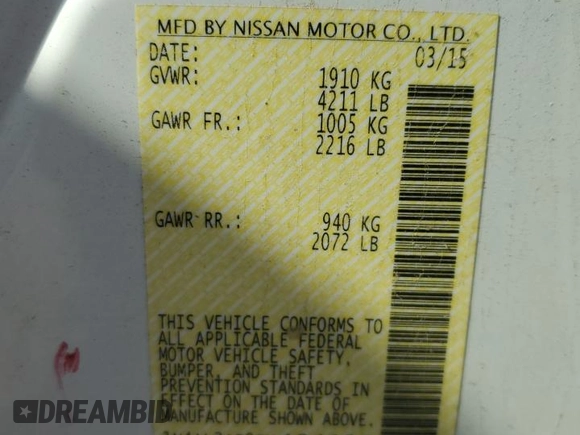 MFD BY NISSAN MOTOR CO., LTD.
DATE: 03/15
GVWR: 1910 KG
4211 LB
GAWR FR.: 1005 KG
2216 LB
GAWR RR.: 940 KG
2072 LB
THIS VEHICLE CONFORMS TO
ALL APPLICABLE FEDERAL
MOTOR VEHICLE SAFETY,
BUMPER, AND THEFT
PREVENTION STANDARDS IN
EFFECT ON THE DATE OF
MANUFACTURE SHOWN ABOVE.
DREAMBID